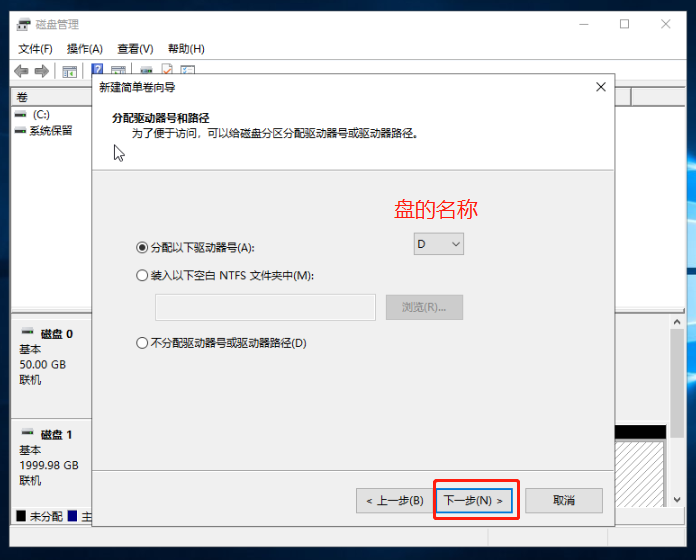 磁盘管理
文件(F) 操作(A) 查看(V) 帮助(H)
卷
(C:)
系统保留
新建简单卷向导
分配驱动器号和路径
为了便于访问，可以给磁盘分区分配驱动器号或驱动器路径。
盘的名称
分配以下驱动器号(A):
D
装入以下空白 NTFS 文件夹中(M):
浏览(R)...
不分配驱动器号或驱动器路径(D)
磁盘 0
基本
50.00 GB
联机
磁盘 1
基本
1999.98 GB
联机
< 上一步(B) 下一步(N) > 取消
未分配 主